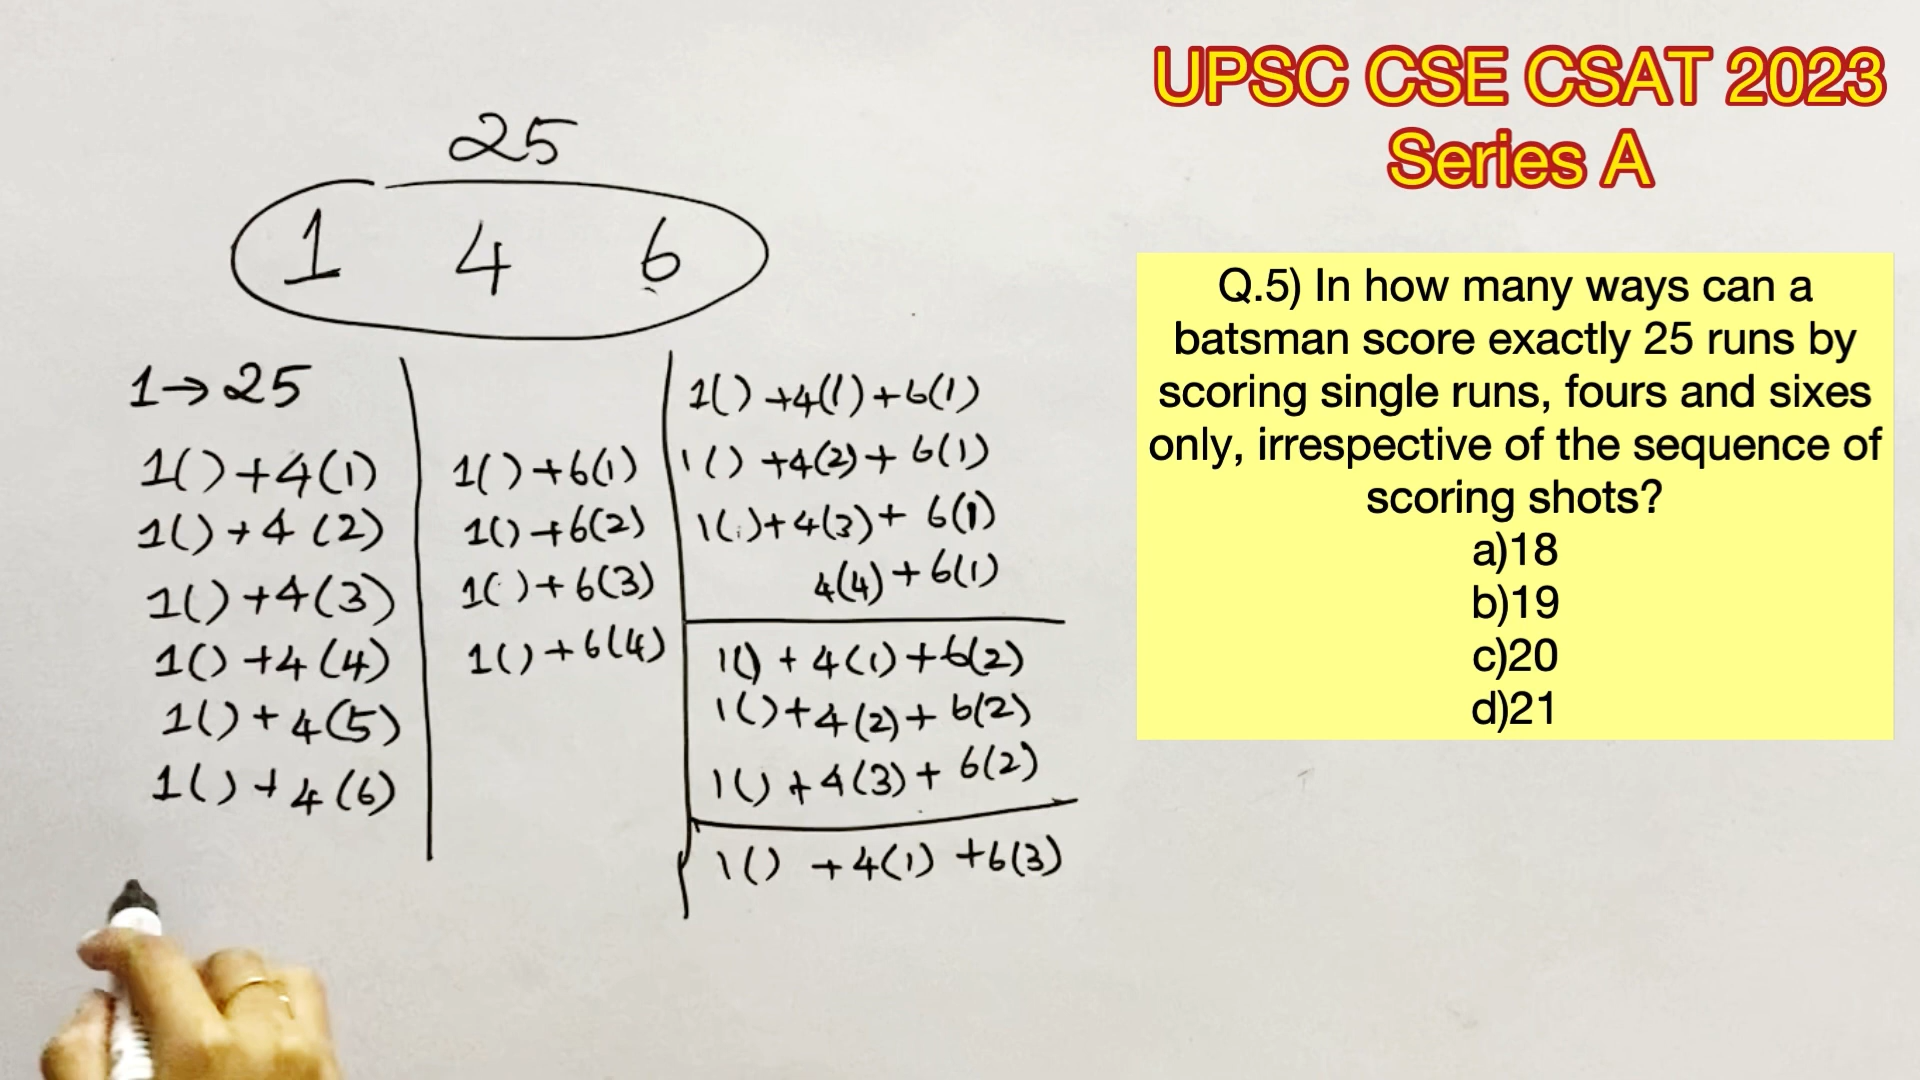 25
1 4 6
1→25
1()+4(1)
1()+4(2)
1()+4(3)
1()+4(4)
1()+4(5)
1()+4(6)
1()+6(1)
1()+6(2)
1()+6(3)
1()+6(4)
1()+4(1)+6(1)
1()+4(2)+6(1)
1()+4(3)+6(1)
4(4)+6(1)
1()+4(1)+6(2)
1()+4(2)+6(2)
1()+4(3)+6(2)
1()+4(1)+6(3)
UPSC CSE CSAT 2023
Series A
Q.5) In how many ways can a
batsman score exactly 25 runs by
scoring single runs, fours and sixes
only, irrespective of the sequence of
scoring shots?
a)18
b)19
c)20
d)21